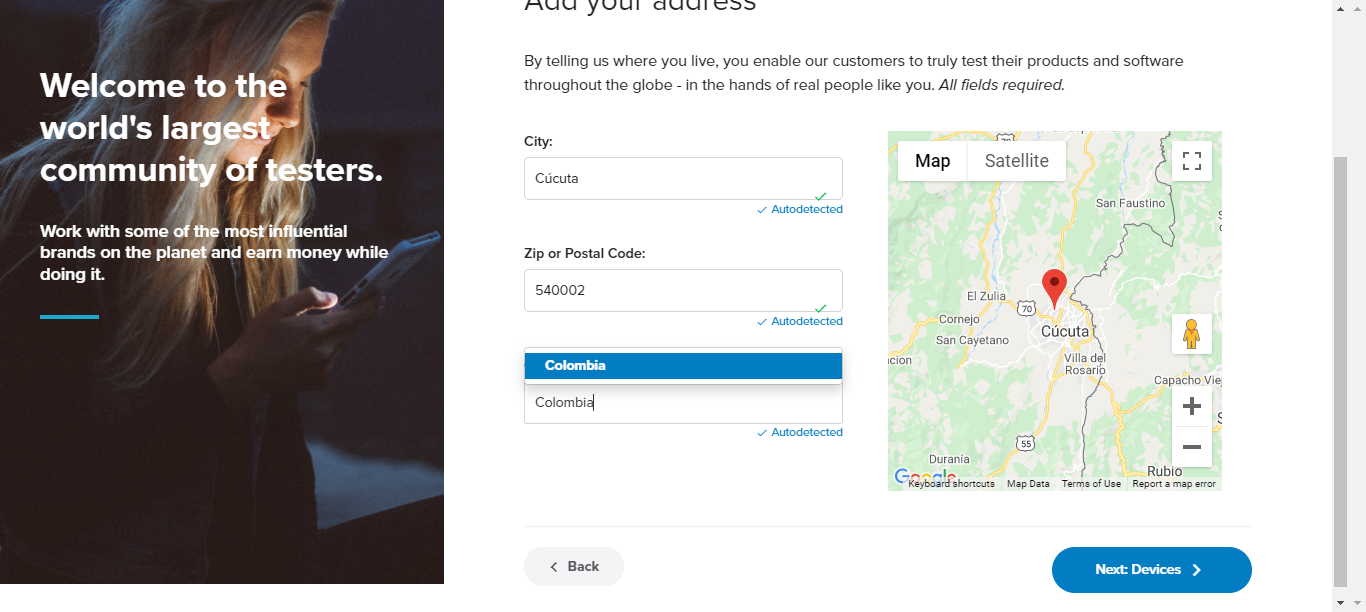 Add your address
Welcome to the
world's largest
community of testers.
Work with some of the most influential
brands on the planet and earn money while
doing it.
By telling us where you live, you enable our customers to truly test their products and software
throughout the globe - in the hands of real people like you. All fields required.
City:
Cúcuta
Autodetected
Zip or Postal Code:
540002
Autodetected
Colombia
Colombia
Autodetected
Map
Satellite
70
San Faustino
El Zulia
70
Cornejo
Cúcuta
San Cayetano
Villa del
Rosario
Capacho Vie
55
Durania
Rubio
Google
Keyboard shortcuts
Map Data
Terms of Use
Report a map error
Back
Next: Devices